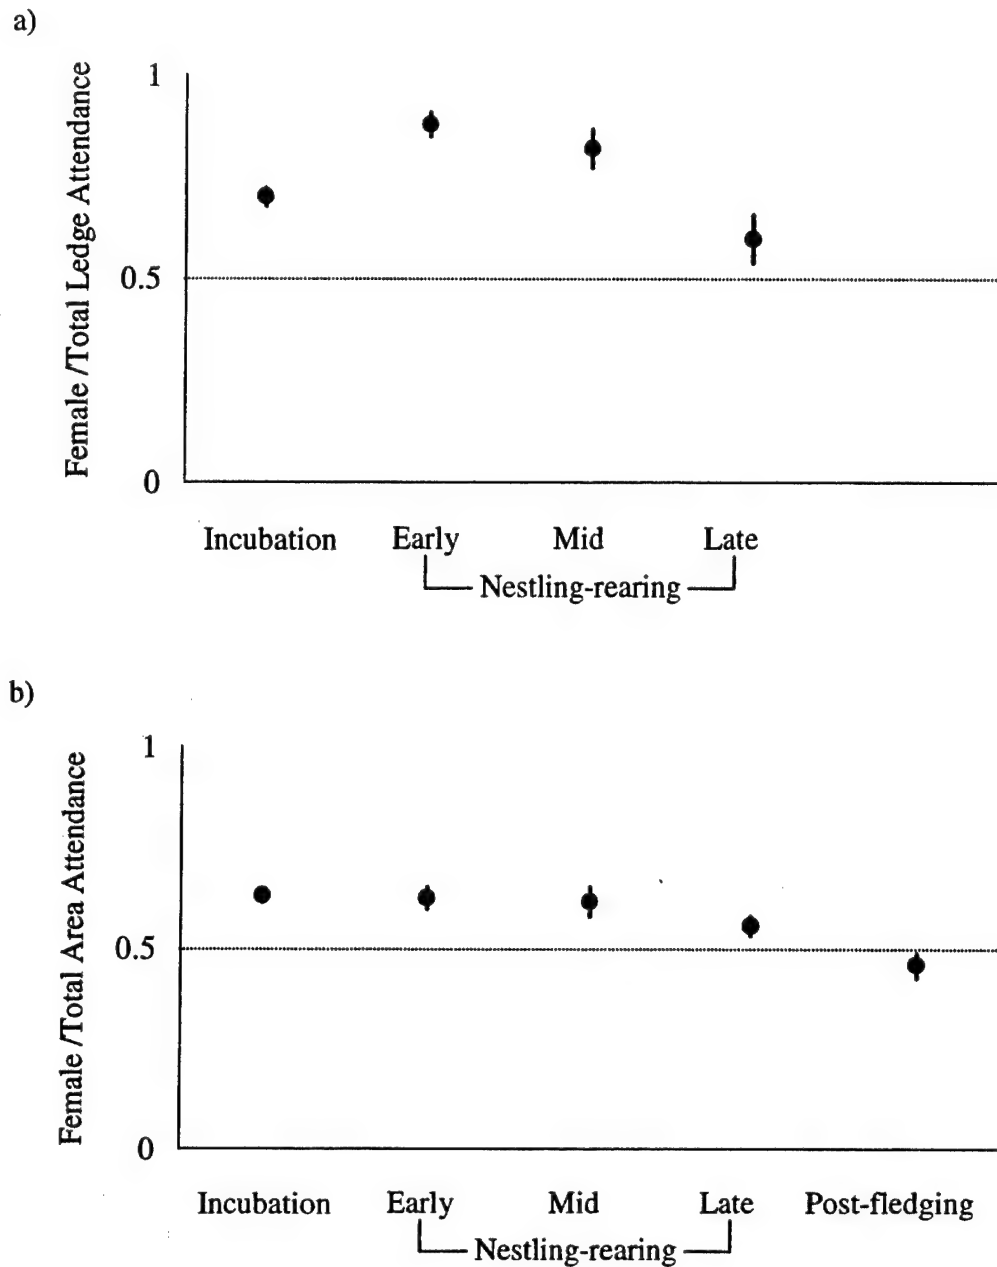 a)
Female /Total Ledge Attendance
1
0.5
0
Incubation Early Mid Late
Nestling-rearing
b)
Female /Total Area Attendance
1
0.5
0
Incubation Early Mid Late Post-fledging
Nestling-rearing